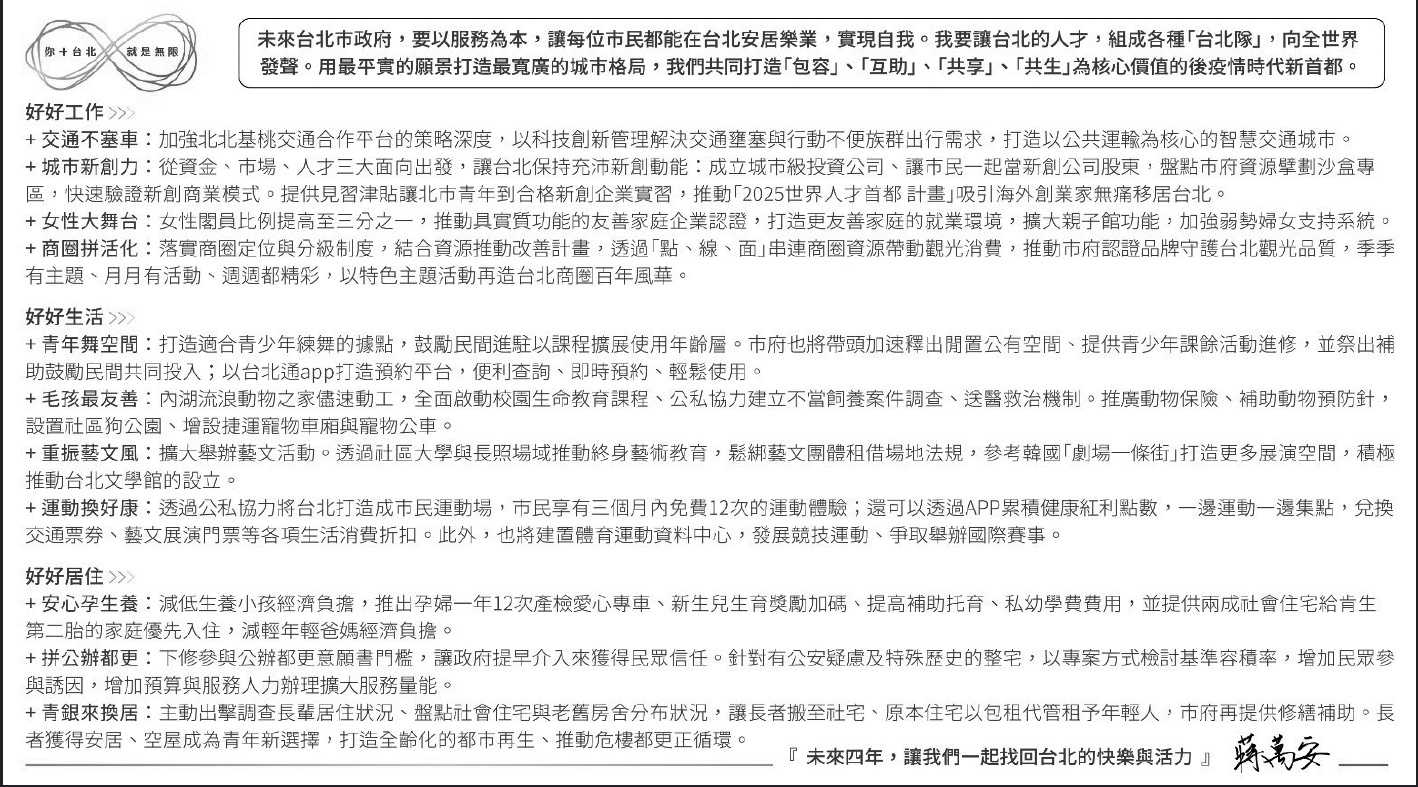 你+台北 就是無限
未來台北市政府，要以服務為本，讓每位市民都能在台北安居樂業，實現自我。我要讓台北的人才，組成各種「台北隊」，向全世界
發聲。用最平實的願景打造最寬廣的城市格局，我們共同打造「包容」、「互助」、「共享」、「共生」為核心價值的後疫情時代新首都。
好好工作 >>>
+ 交通不塞車：加強北北基桃交通合作平台的策略深度，以科技創新管理解決交通壅塞與行動不便族群出行需求，打造以公共運輸為核心的智慧交通城市。
+ 城市新創力：從資金、市場、人才三大面向出發，讓台北保持充沛新創動能：成立城市級投資公司、讓市民一起當新創公司股東，盤點市府資源擘劃沙盒專
區，快速驗證新創商業模式。提供見習津貼讓北市青年到合格新創企業實習，推動「2025世界人才首都 計畫」吸引海外創業家無痛移居台北。
+ 女性大舞台：女性閣員比例提高至三分之一，推動具實質功能的友善家庭企業認證，打造更友善家庭的就業環境，擴大親子館功能，加強弱勢婦女支持系統。
+ 商圈拼活化：落實商圈定位與分級制度，結合資源推動改善計畫，透過「點、線、面」串連商圈資源帶動觀光消費，推動市府認證品牌守護台北觀光品質，季季
有主題、月月有活動、週週都精彩，以特色主題活動再造台北商圈百年風華。
好好生活 >>>
+ 青年舞空間：打造適合青少年練舞的據點，鼓勵民間進駐以課程擴展使用年齡層。市府也將帶頭加速釋出閒置公有空間、提供青少年課餘活動進修，並祭出補
助鼓勵民間共同投入；以台北通app打造預約平台，便利查詢、即時預約、輕鬆使用。
+ 毛孩最友善：內湖流浪動物之家儘速動工，全面啟動校園生命教育課程、公私協力建立不當飼養案件調查、送醫救治機制。推廣動物保險、補助動物預防針，
設置社區狗公園、增設捷運寵物車廂與寵物公車。
+ 重振藝文風：擴大舉辦藝文活動。透過社區大學與長照場域推動終身藝術教育，鬆綁藝文團體租借場地法規，參考韓國「劇場一條街」打造更多展演空間，積極
推動台北文學館的設立。
+ 運動換好康：透過公私協力將台北打造成市民運動場，市民享有三個月內免費12次的運動體驗；還可以透過APP累積健康紅利點數，一邊運動一邊集點，兌換
交通票券、藝文展演門票等各項生活消費折扣。此外，也將建置體育運動資料中心，發展競技運動、爭取舉辦國際賽事。
好好居住 >>>
+ 安心孕生養：減低生養小孩經濟負擔，推出孕婦一年12次產檢愛心專車、新生兒生育獎勵加碼、提高補助托育、私幼學費費用，並提供兩成社會住宅給肯生
第二胎的家庭優先入住，減輕年輕爸媽經濟負擔。
+ 拼公辦都更：下修參與公辦都更意願書門檻，讓政府提早介入來獲得民眾信任。針對有公安疑慮及特殊歷史的整宅，以專案方式檢討基準容積率，增加民眾參
與誘因，增加預算與服務人力辦理擴大服務量能。
+ 青銀來換居：主動出擊調查長輩居住狀況、盤點社會住宅與老舊房舍分布狀況，讓長者搬至社宅、原本住宅以包租代管租予年輕人，市府再提供修繕補助。長
者獲得安居、空屋成為青年新選擇，打造全齡化的都市再生、推動危樓都更正循環。
『 未來四年，讓我們一起找回台北的快樂與活力 』 蔣萬安